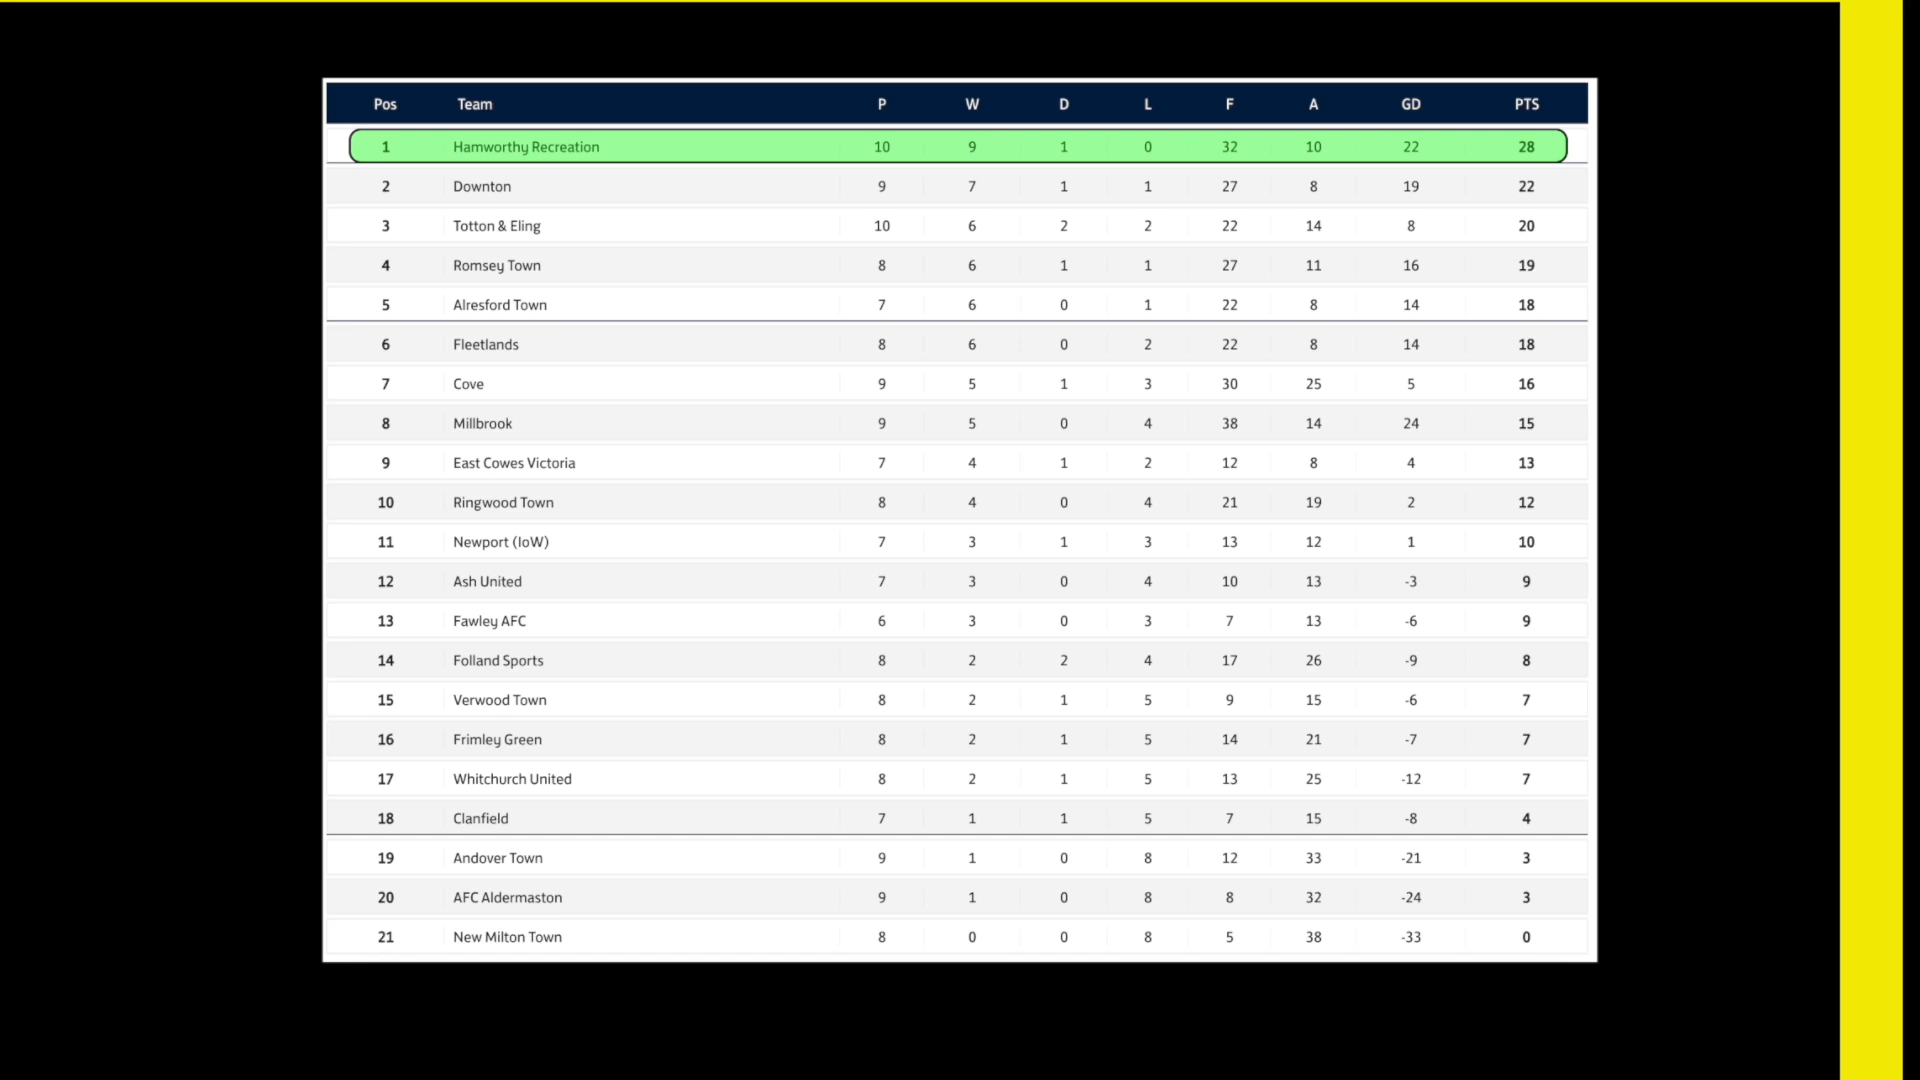 Pos Team P W D L F A GD PTS
1 Hamworthy Recreation 10 9 1 0 32 10 22 28
2 Downton 9 7 1 1 27 8 19 22
3 Totton & Eling 10 6 2 2 22 14 8 20
4 Romsey Town 8 6 1 1 27 11 16 19
5 Alresford Town 7 6 0 1 22 8 14 18
6 Fleetlands 8 6 0 2 22 8 14 18
7 Cove 9 5 1 3 30 25 5 16
8 Millbrook 9 5 0 4 38 14 24 15
9 East Cowes Victoria 7 4 1 2 12 8 4 13
10 Ringwood Town 8 4 0 4 21 19 2 12
11 Newport (IoW) 7 3 1 3 13 12 1 10
12 Ash United 7 3 0 4 10 13 -3 9
13 Fawley AFC 6 3 0 3 7 13 -6 9
14 Folland Sports 8 2 2 4 17 26 -9 8
15 Verwood Town 8 2 1 5 9 15 -6 7
16 Frimley Green 8 2 1 5 14 21 -7 7
17 Whitchurch United 8 2 1 5 13 25 -12 7
18 Clanfield 7 1 1 5 7 15 -8 4
19 Andover Town 9 1 0 8 12 33 -21 3
20 AFC Aldermaston 9 1 0 8 8 32 -24 3
21 New Milton Town 8 0 0 8 5 38 -33 0